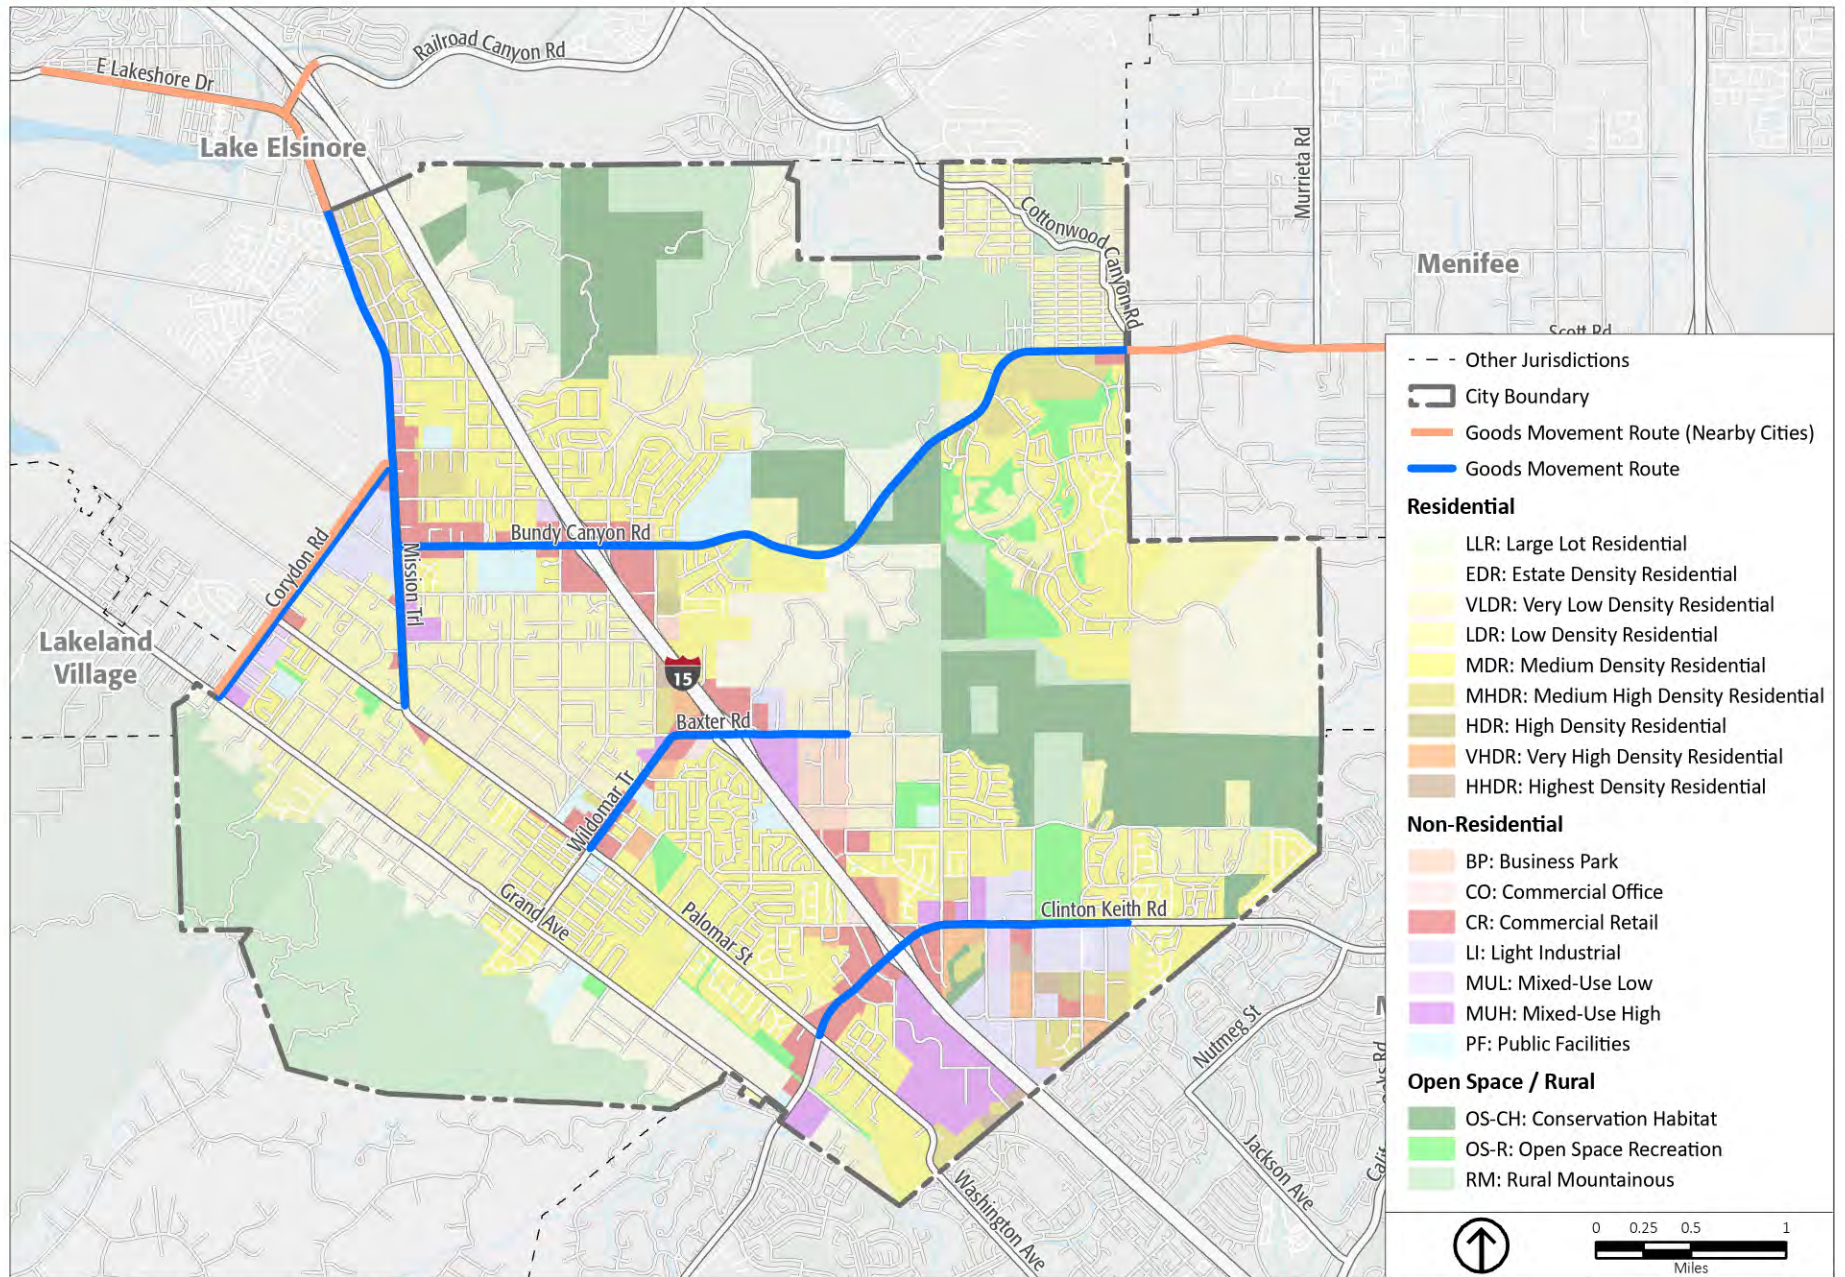 Railroad Canyon Rd
E Lakeshore Dr
Lake Elsinore
Murrieta Rd
Cottonwood Canyon Rd
Menifee
Scott Rd
Bundy Canyon Rd
Corydon Rd
Mission Trl
Lakeland
Village
15
Baxter Rd
Wildomar Tr
Grand Ave
Palomar St
Clinton Keith Rd
Nutmeg St
Jackson Ave
Washington Ave
Other Jurisdictions
City Boundary
Goods Movement Route (Nearby Cities)
Goods Movement Route
Residential
LLR: Large Lot Residential
EDR: Estate Density Residential
VLDR: Very Low Density Residential
LDR: Low Density Residential
MDR: Medium Density Residential
MHDR: Medium High Density Residential
HDR: High Density Residential
VHDR: Very High Density Residential
HHDR: Highest Density Residential
Non-Residential
BP: Business Park
CO: Commercial Office
CR: Commercial Retail
LI: Light Industrial
MUL: Mixed-Use Low
MUH: Mixed-Use High
PF: Public Facilities
Open Space / Rural
OS-CH: Conservation Habitat
OS-R: Open Space Recreation
RM: Rural Mountainous
0 0.25 0.5 1
Miles